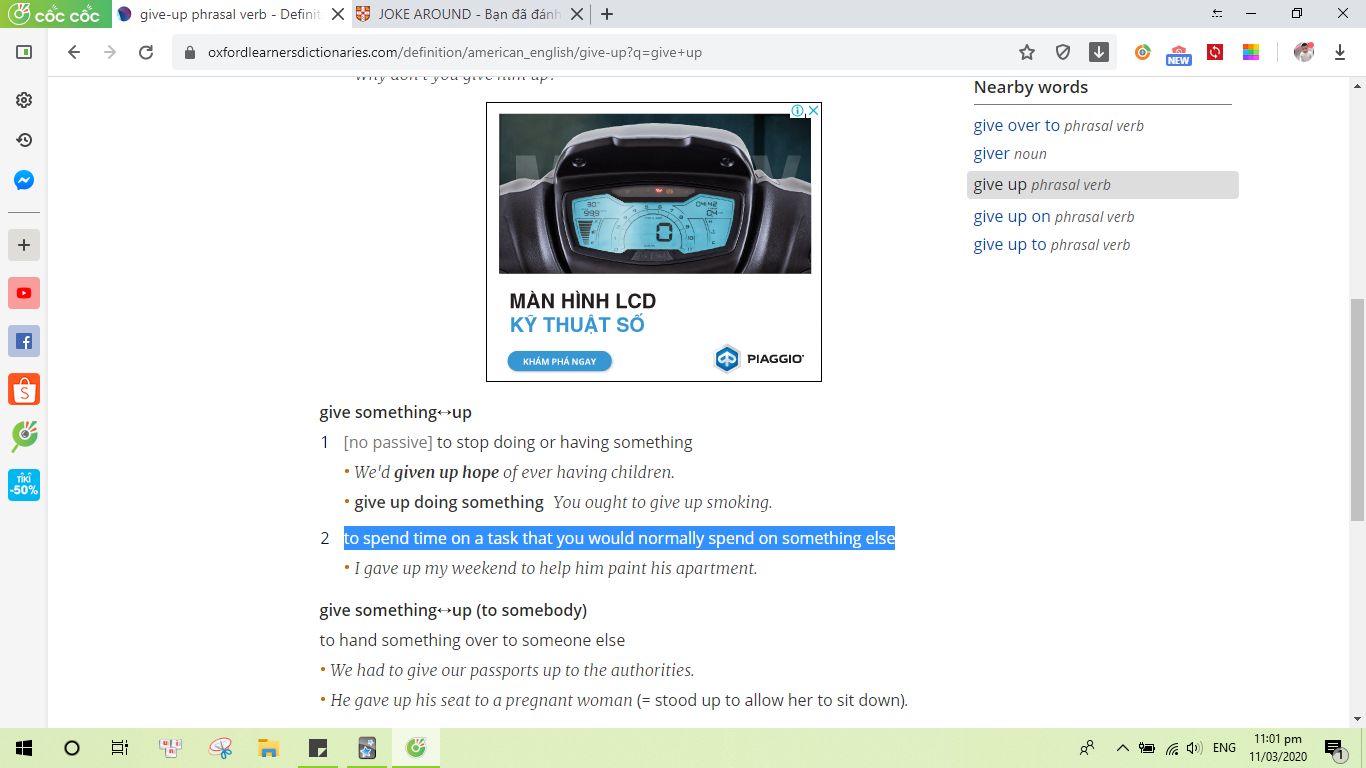 cốc cốc
give-up phrasal verb - Definit
JOKE AROUND - Bạn đã đánh
oxfordlearnersdictionaries.com/definition/american_english/give-up?q=give+up
NEW
Why don't you give him up?
MÀN HÌNH LCD
KỸ THUẬT SỐ
KHÁM PHÁ NGAY
PIAGGIO
Nearby words
give over to phrasal verb
giver noun
give up phrasal verb
give up on phrasal verb
give up to phrasal verb
TIKI
-50%
give something↔up
1 [no passive] to stop doing or having something
• We'd given up hope of ever having children.
• give up doing something You ought to give up smoking.
2 to spend time on a task that you would normally spend on something else
• I gave up my weekend to help him paint his apartment.
give something↔up (to somebody)
to hand something over to someone else
• We had to give our passports up to the authorities.
• He gave up his seat to a pregnant woman (= stood up to allow her to sit down).
ENG
11:01 pm
11/03/2020
1